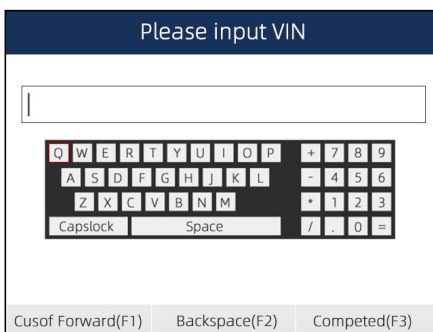 Please input VIN
Q W E R T Y U I O P + 7 8 9
A S D F G H J K L - 4 5 6
Z X C V B N M * 1 2 3
Capslock Space / . 0 =
Cusof Forward(F1) Backspace(F2) Competed(F3)